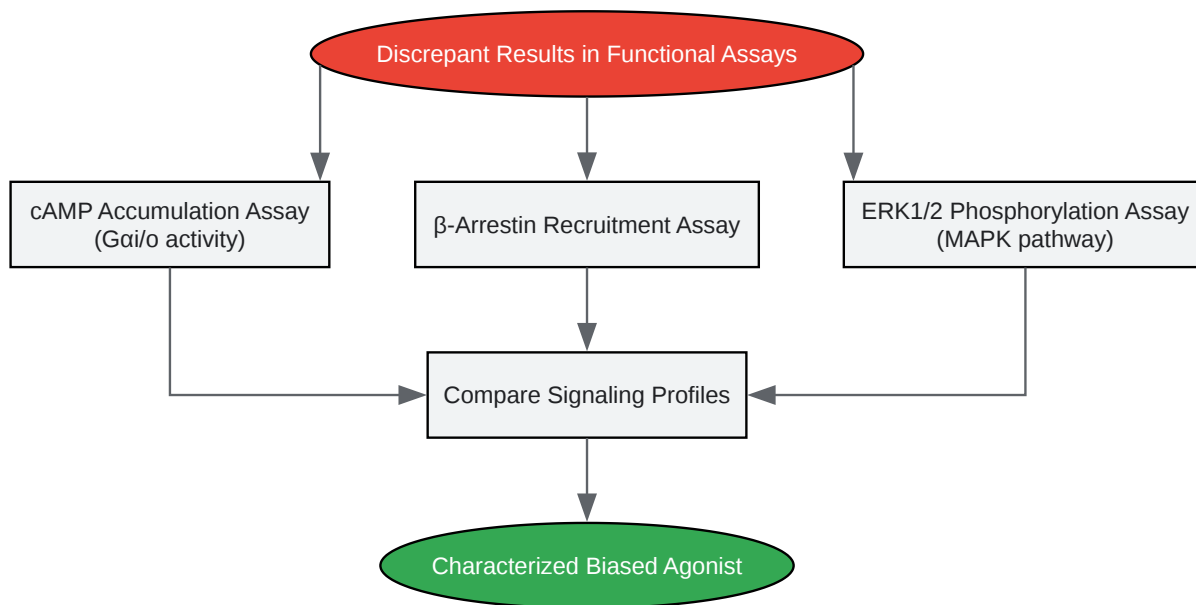 Discrepant Results in Functional Assays
cAMP Accumulation Assay
(Gαi/o activity)
β-Arrestin Recruitment Assay
ERK1/2 Phosphorylation Assay
(MAPK pathway)
Compare Signaling Profiles
Characterized Biased Agonist